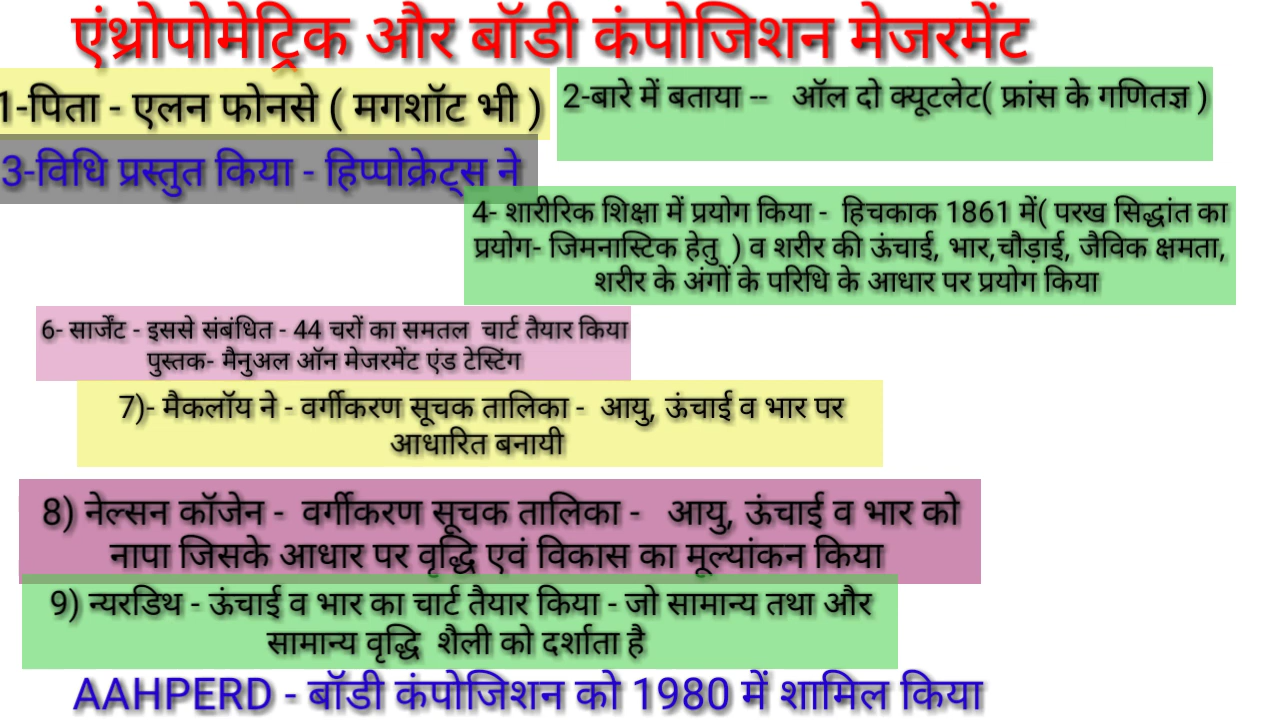 एंथ्रोपोमेट्रिक और बॉडी कंपोजिशन मेजरमेंट
1-पिता - एलन फोनसे ( मगशॉट भी )
2-बारे में बताया -- ऑल दो क्यूटलेट( फ्रांस के गणितज्ञ )
3-विधि प्रस्तुत किया - हिप्पोक्रेट्स ने
4- शारीरिक शिक्षा में प्रयोग किया - हिचकाक 1861 में( परख सिद्धांत का
प्रयोग- जिमनास्टिक हेतु ) व शरीर की ऊंचाई, भार,चौड़ाई, जैविक क्षमता,
शरीर के अंगों के परिधि के आधार पर प्रयोग किया
6- सार्जेंट - इससे संबंधित - 44 चरों का समतल चार्ट तैयार किया
पुस्तक- मैनुअल ऑन मेजरमेंट एंड टेस्टिंग
7)- मैकलॉय ने - वर्गीकरण सूचक तालिका - आयु, ऊंचाई व भार पर
आधारित बनायी
8) नेल्सन कॉजेन - वर्गीकरण सूचक तालिका - आयु, ऊंचाई व भार को
नापा जिसके आधार पर वृद्धि एवं विकास का मूल्यांकन किया
9) न्यरडिथ - ऊंचाई व भार का चार्ट तैयार किया - जो सामान्य तथा और
सामान्य वृद्धि शैली को दर्शाता है
AAHPERD - बॉडी कंपोजिशन को 1980 में शामिल किया